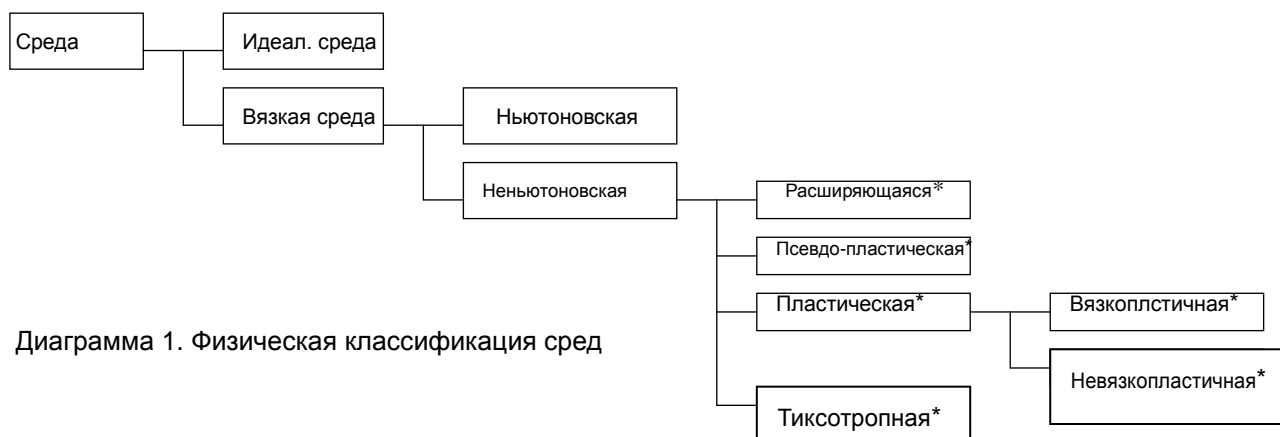 Среда
Идеал. среда
Вязкая среда
Ньютоновская
Неньютоновская
Расширяющаяся*
Псевдо-пластическая*
Пластическая*
Вязкоплстичная*
Невязкопластичная*
Тиксотропная*
Диаграмма 1. Физическая классификация сред